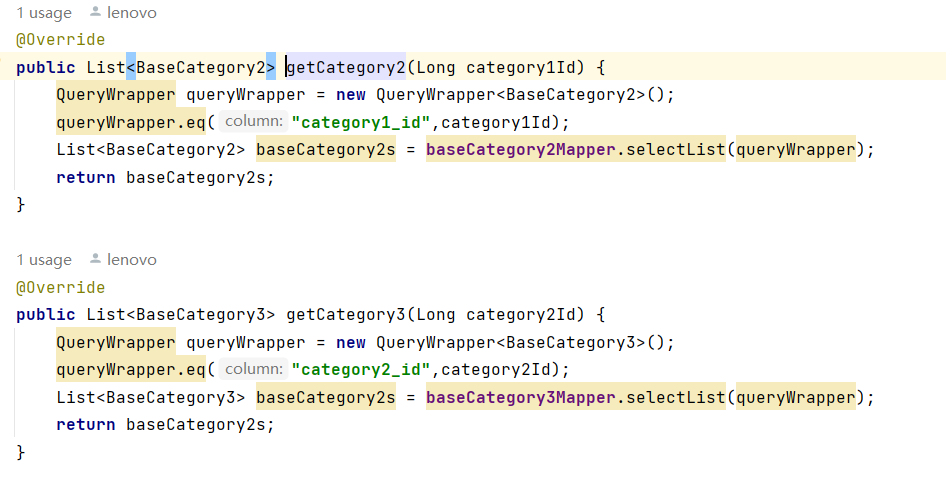 1 usage lenovo
@Override
public List<BaseCategory2> getCategory2(Long category1Id) {
QueryWrapper queryWrapper = new QueryWrapper<BaseCategory2>();
queryWrapper.eq( column: "category1_id",category1Id);
List<BaseCategory2> baseCategory2s = baseCategory2Mapper.selectList(queryWrapper);
return baseCategory2s;
}
1 usage lenovo
@Override
public List<BaseCategory3> getCategory3(Long category2Id) {
QueryWrapper queryWrapper = new QueryWrapper<BaseCategory3>();
queryWrapper.eq( column: "category2_id",category2Id);
List<BaseCategory3> baseCategory2s = baseCategory3Mapper.selectList(queryWrapper);
return baseCategory2s;
}